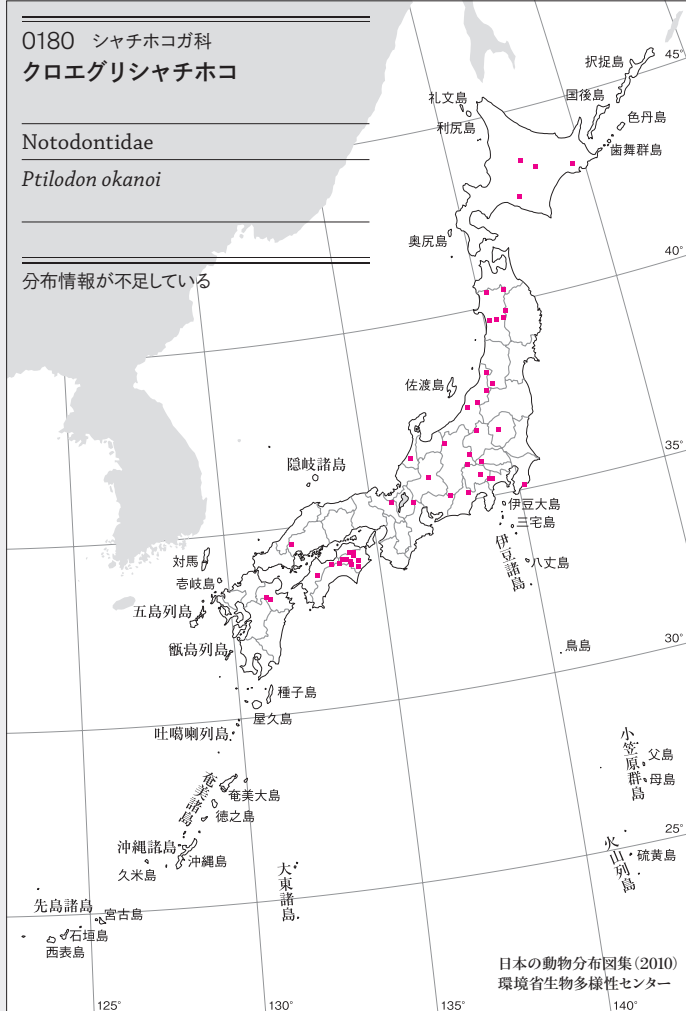 0180 シャチホコガ科
クロエグリシャチホコ
Notodontidae
Ptilodon okanoi
分布情報が不足している
択捉島
45°
国後島
礼文島
色丹島
利尻島
歯舞群島
奥尻島
40°
佐渡島
35°
隠岐諸島
伊豆大島
三宅島
伊豆諸島
八丈島
対馬
壱岐島
五島列島
甑島列島
鳥島
30°
種子島
屋久島
吐噶喇列島
小笠原群島
父島
母島
奄美諸島
奄美大島
徳之島
25°
沖縄諸島
沖縄島
久米島
火山列島
硫黄島
大東諸島
先島諸島
宮古島
石垣島
西表島
日本の動物分布図集(2010)
環境省生物多様性センター
125°
130°
135°
140°